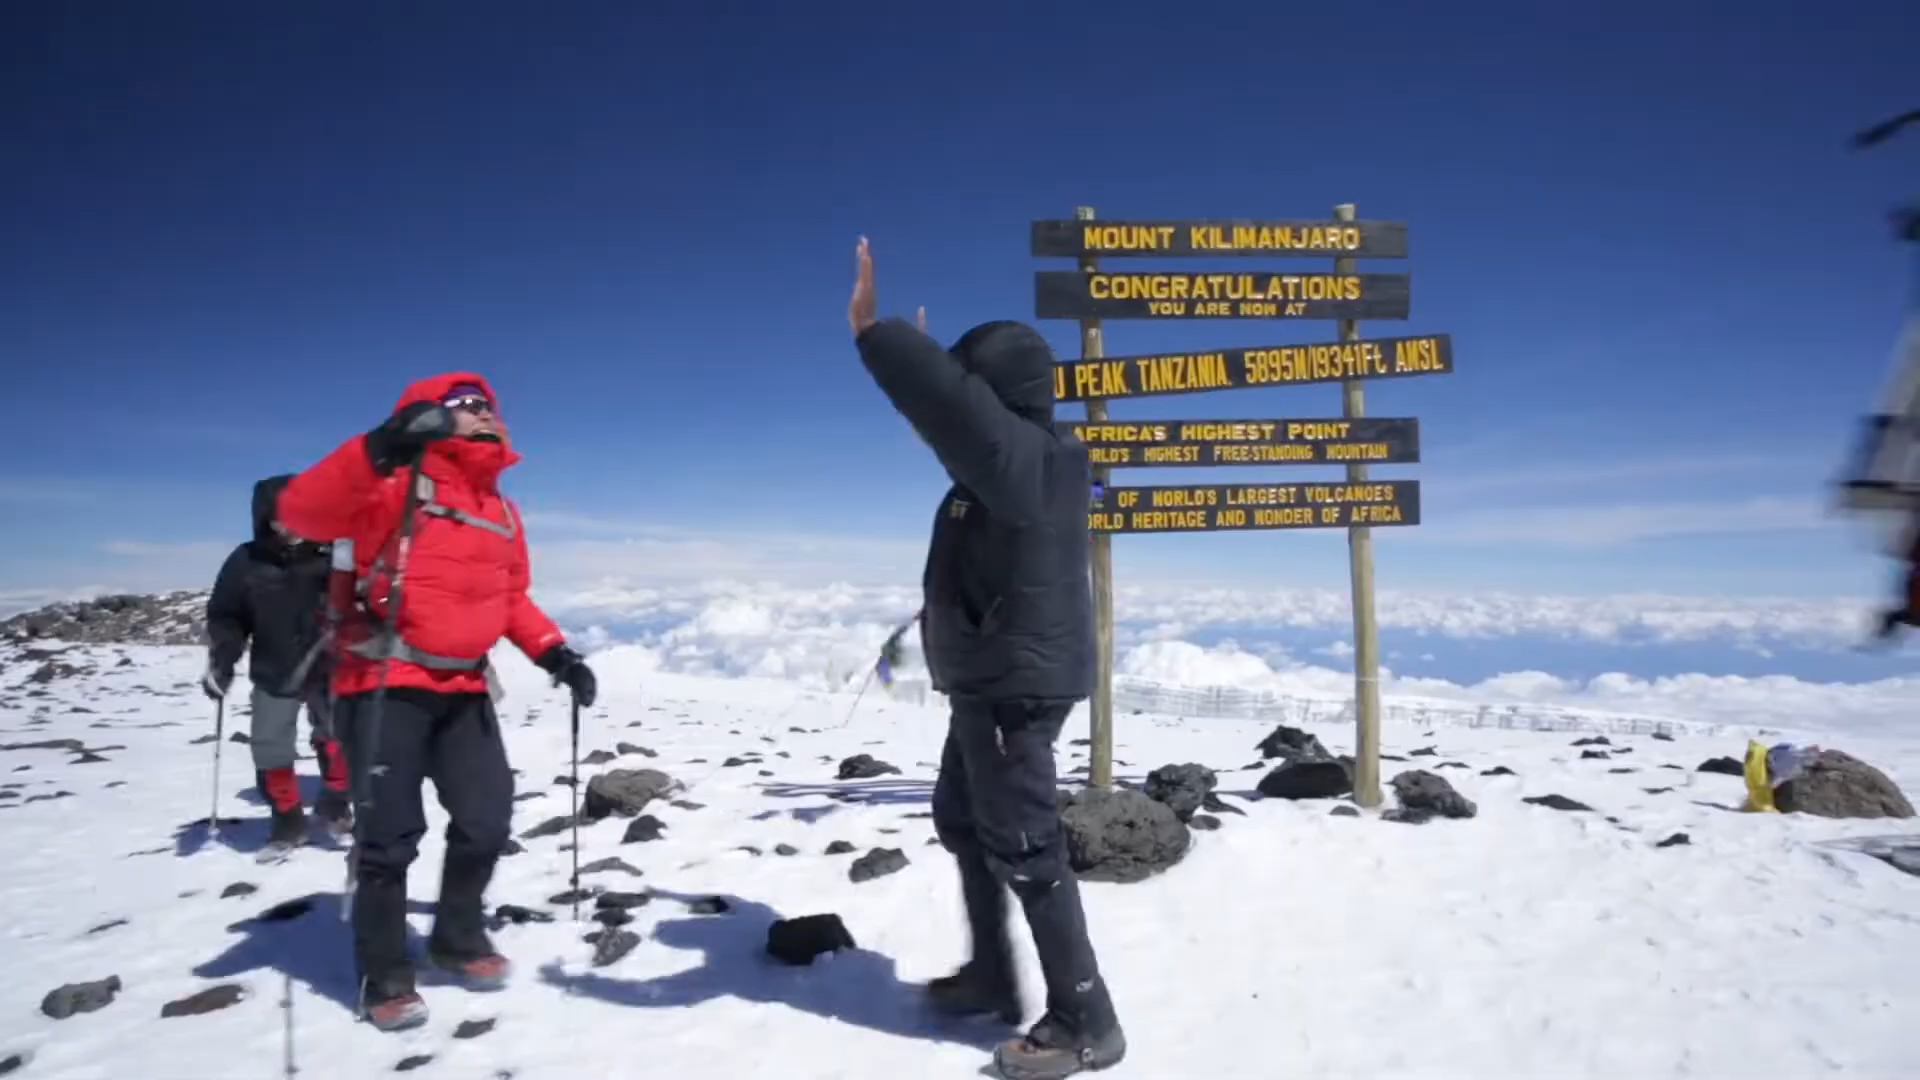 MOUNT KILIMANJARO
CONGRATULATIONS
YOU ARE NOW AT
U PEAK. TANZANIA. 5895M/19341Ft. AMSL
AFRICA'S HIGHEST POINT
RLD'S HIGHEST FREE-STANDING MOUNTAIN
OF WORLD'S LARGEST VOLCANOES
ORLD HERITAGE AND WONDER OF AFRICA